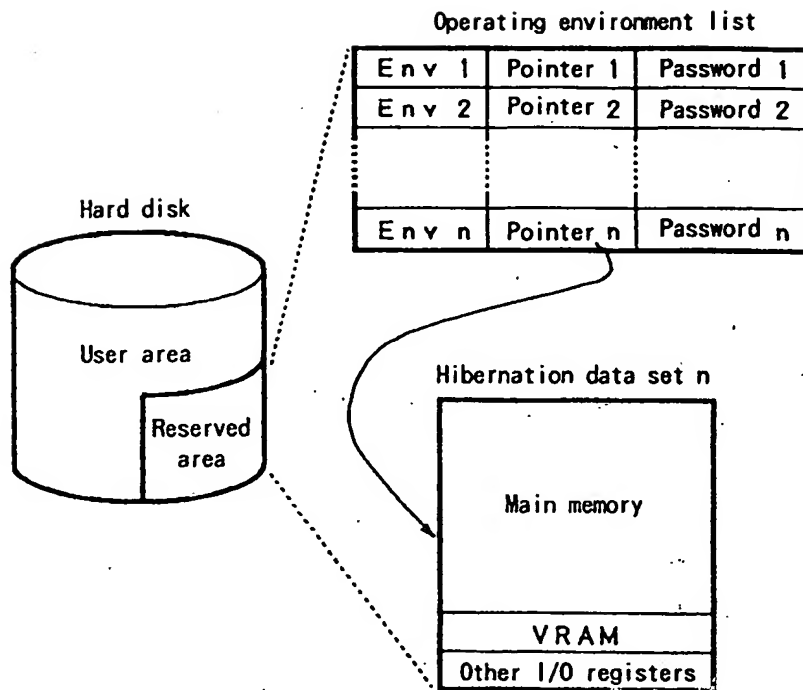 Operating environment list
Env 1 Pointer 1 Password 1
Env 2 Pointer 2 Password 2
Env n Pointer n Password n
Hard disk
User area
Reserved
area
Hibernation data set n
Main memory
VRAM
Other I/O registers